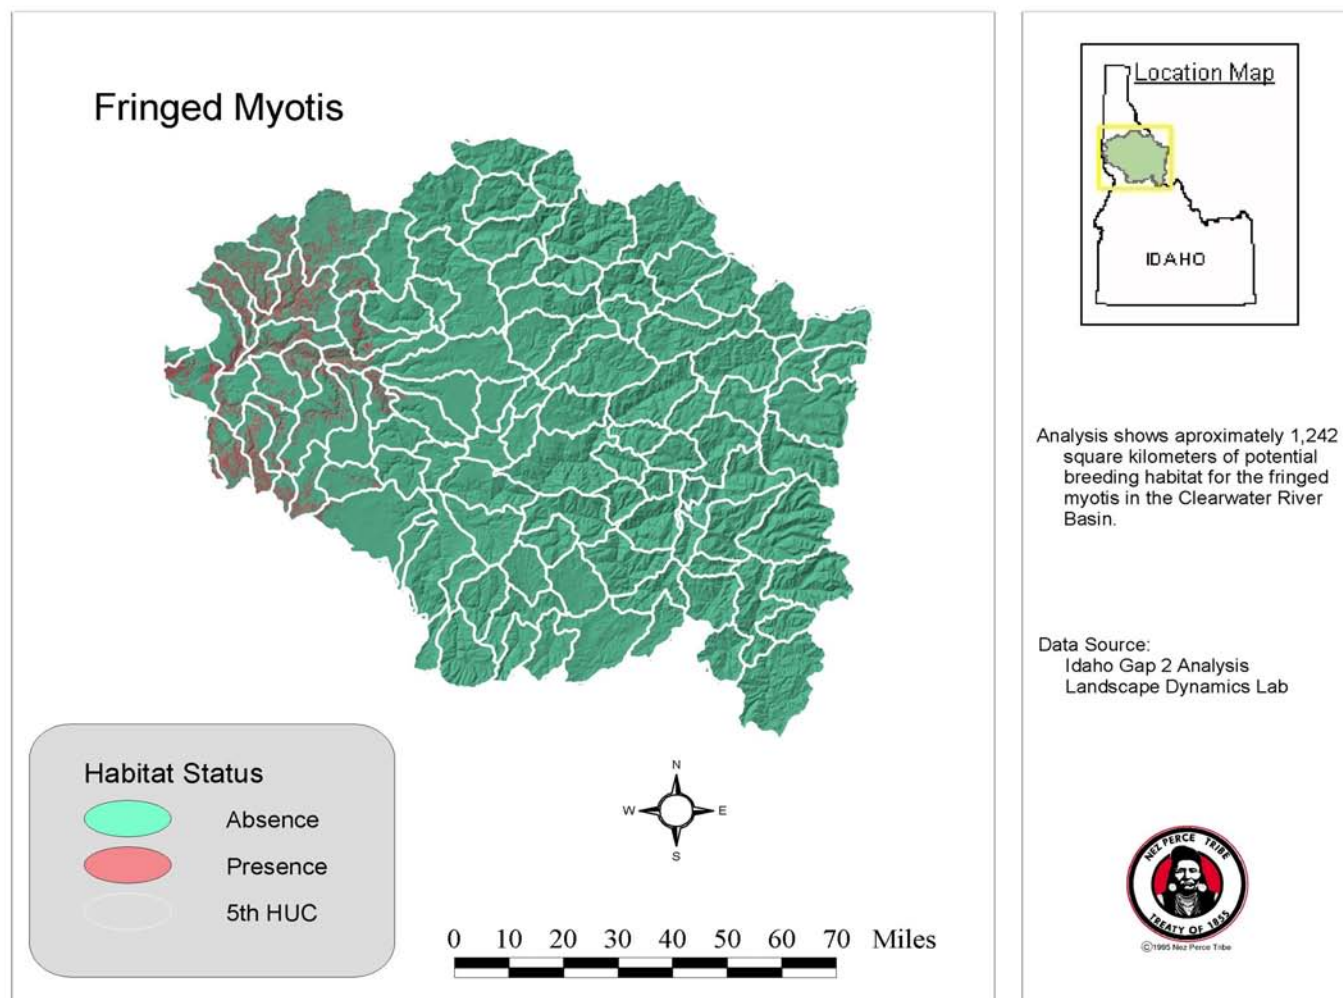 Fringed Myotis
Habitat Status
Absence
Presence
5th HUC
N
W
E
S
0 10 20 30 40 50 60 70 Miles
Location Map
IDAHO
Analysis shows aproximately 1,242
square kilometers of potential
breeding habitat for the fringed
myotis in the Clearwater River
Basin.
Data Source:
Idaho Gap 2 Analysis
Landscape Dynamics Lab
NEZ PERCE TRIBE
TREATY OF 1855
©1995 Nez Perce Tribe